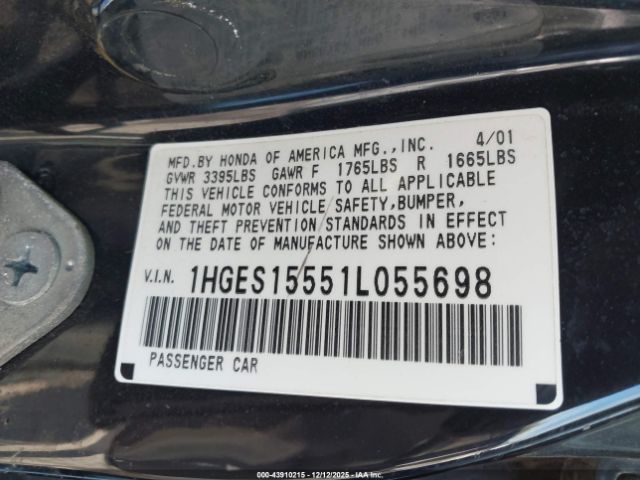 MFD.BY HONDA OF AMERICA MFG.,INC. 4/01
GVWR 3395LBS GAWR F 1765LBS R 1665LBS
THIS VEHICLE CONFORMS TO ALL APPLICABLE
FEDERAL MOTOR VEHICLE SAFETY,BUMPER,
AND THEFT PREVENTION STANDARDS IN EFFECT
ON THE DATE OF MANUFACTURE SHOWN ABOVE:
V.I.N. 1HGES15551L055698
PASSENGER CAR
000-43910215 - 12/12/2025 - IAAI.COM